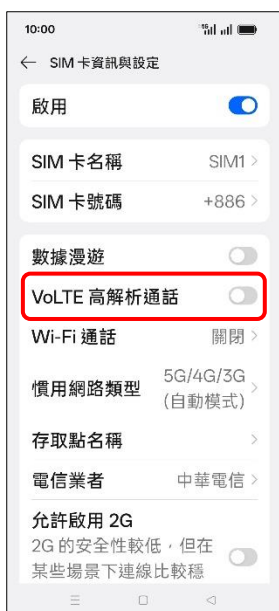 10:00
5G
← SIM 卡資訊與設定
啟用
SIM 卡名稱 SIM1 >
SIM 卡號碼 +886 >
數據漫遊
VoLTE 高解析通話
Wi-Fi 通話 關閉 >
慣用網路類型 5G/4G/3G (自動模式) >
存取點名稱 >
電信業者 中華電信 >
允許啟用 2G
2G 的安全性較低，但在
某些場景下連線比較穩